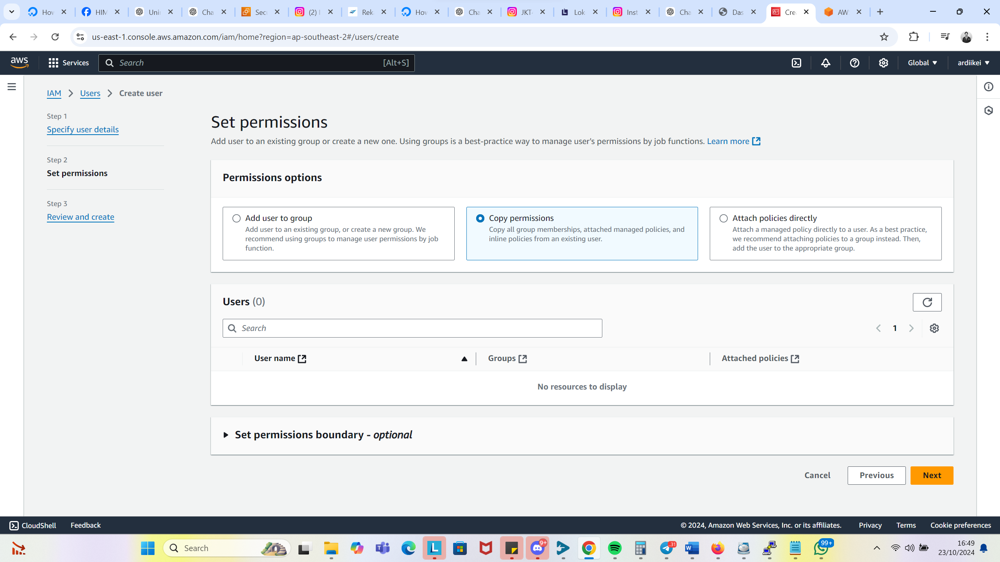 How
HIM
Unir
Cha
Secu
(2) I
Reka
How
Cha
JKT4
Lok
Inst
Cha
Das
Cre
AW
us-east-1.console.aws.amazon.com/iam/home?region=ap-southeast-2#/users/create
aws
Services
Search
[Alt+S]
Global
ardiikei
IAM
Users
Create user
Step 1
Specify user details
Step 2
Set permissions
Step 3
Review and create
Set permissions
Add user to an existing group or create a new one. Using groups is a best-practice way to manage user's permissions by job functions. Learn more
Permissions options
Add user to group
Add user to an existing group, or create a new group. We
recommend using groups to manage user permissions by job
function.
Copy permissions
Copy all group memberships, attached managed policies, and
inline policies from an existing user.
Attach policies directly
Attach a managed policy directly to a user. As a best practice,
we recommend attaching policies to a group instead. Then,
add the user to the appropriate group.
Users (0)
Search
1
User name
Groups
Attached policies
No resources to display
Set permissions boundary - optional
Cancel
Previous
Next
CloudShell
Feedback
© 2024, Amazon Web Services, Inc. or its affiliates.
Privacy
Terms
Cookie preferences
Search
L
9+
31
W
99+
16:49
23/10/2024